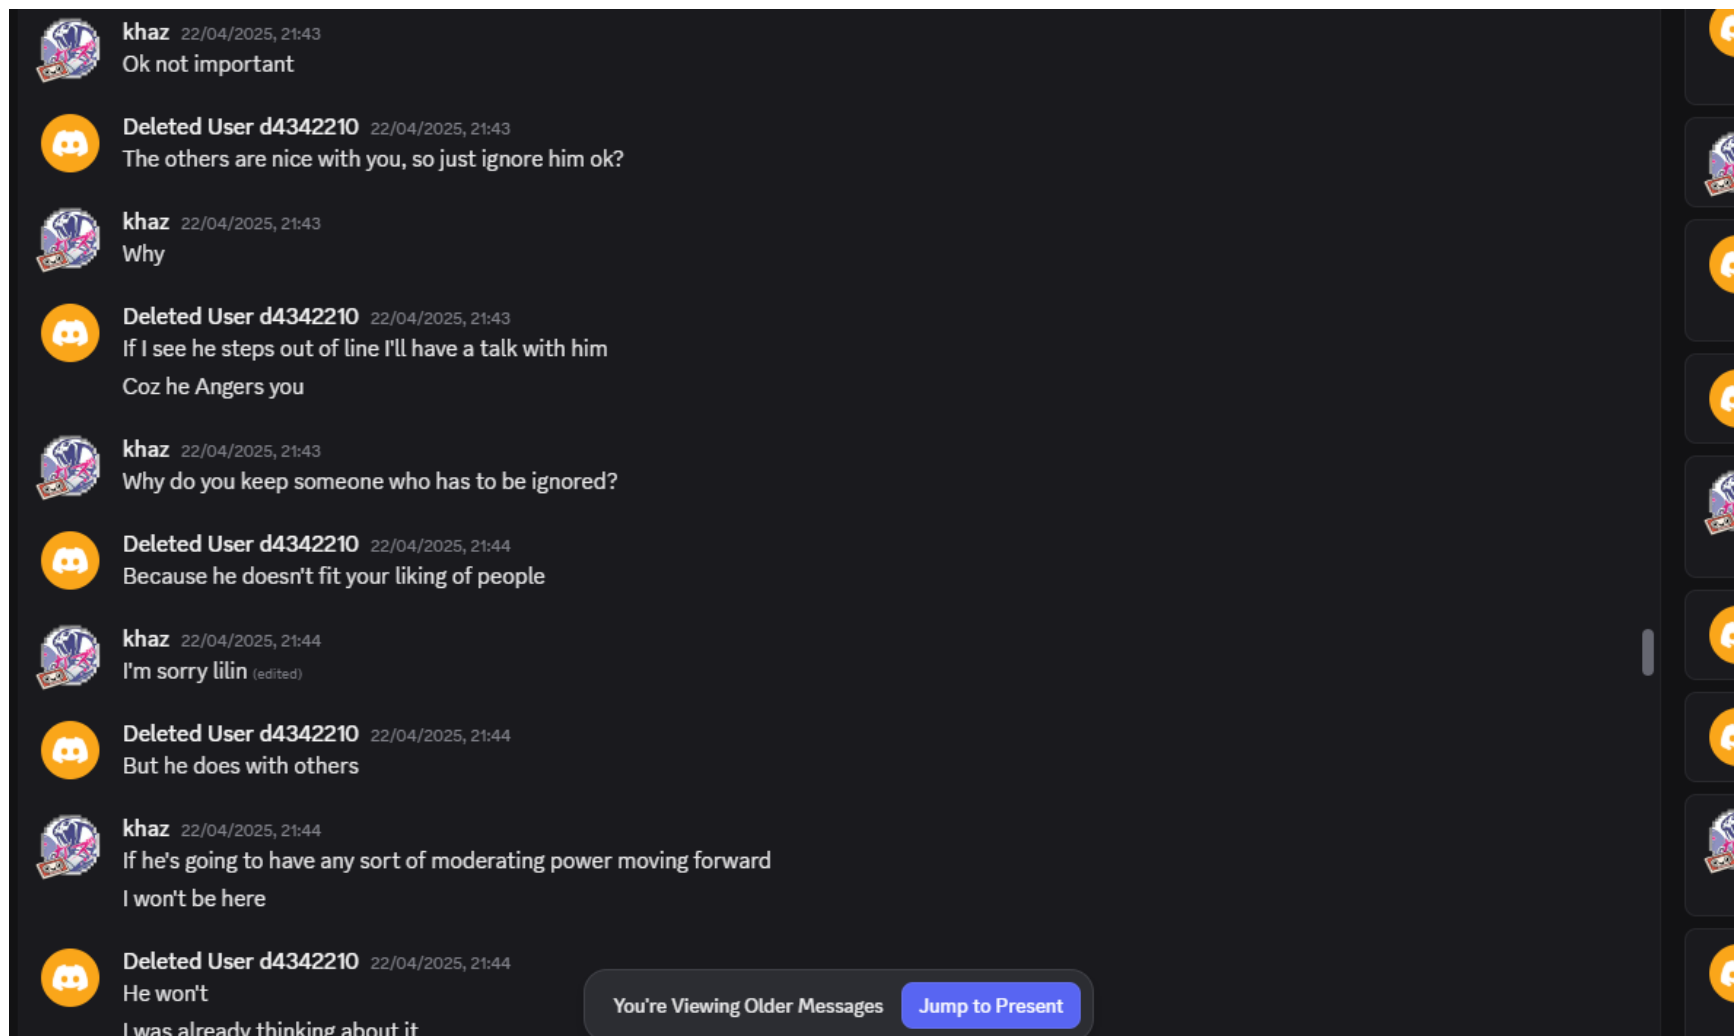 khaz 22/04/2025, 21:43
Ok not important
Deleted User d4342210 22/04/2025, 21:43
The others are nice with you, so just ignore him ok?
khaz 22/04/2025, 21:43
Why
Deleted User d4342210 22/04/2025, 21:43
If I see he steps out of line I'll have a talk with him
Coz he Angers you
khaz 22/04/2025, 21:43
Why do you keep someone who has to be ignored?
Deleted User d4342210 22/04/2025, 21:44
Because he doesn't fit your liking of people
khaz 22/04/2025, 21:44
I'm sorry lilin (edited)
Deleted User d4342210 22/04/2025, 21:44
But he does with others
khaz 22/04/2025, 21:44
If he's going to have any sort of moderating power moving forward
I won't be here
Deleted User d4342210 22/04/2025, 21:44
He won't
You're Viewing Older Messages Jump to Present
I was already thinking about it